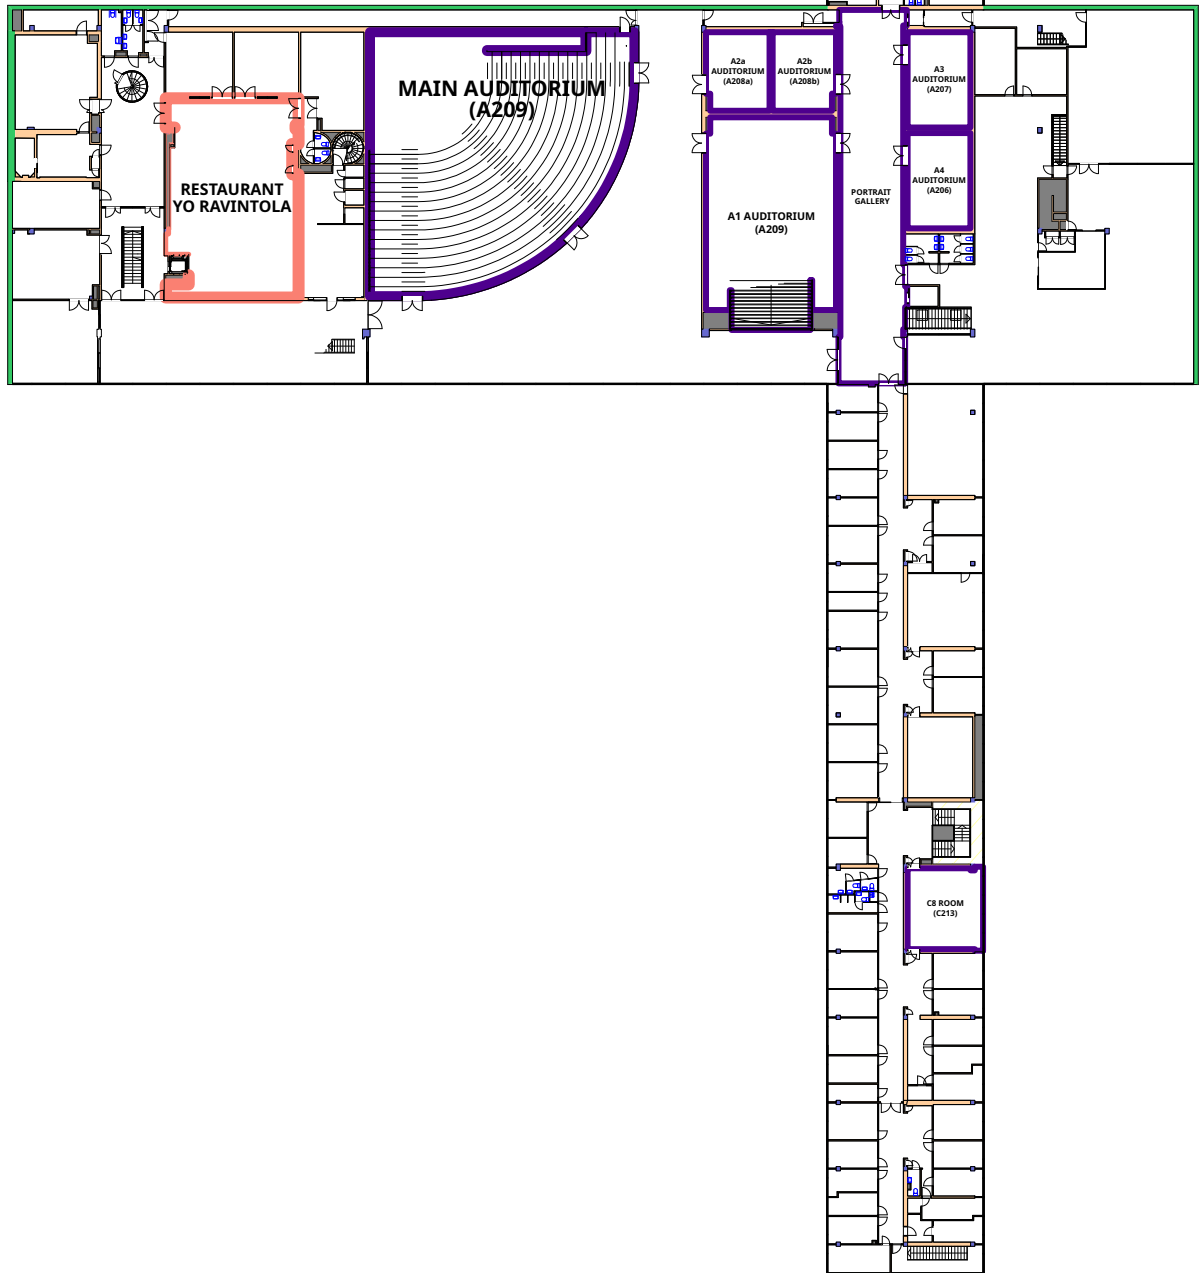 MAIN AUDITORIUM
(A209)
RESTAURANT
YO RAVINTOLA
A2a
AUDITORIUM
(A208a)
A2b
AUDITORIUM
(A208b)
A3
AUDITORIUM
(A207)
A4
AUDITORIUM
(A206)
PORTRAIT
GALLERY
A1 AUDITORIUM
(A209)
C8 ROOM
(C213)